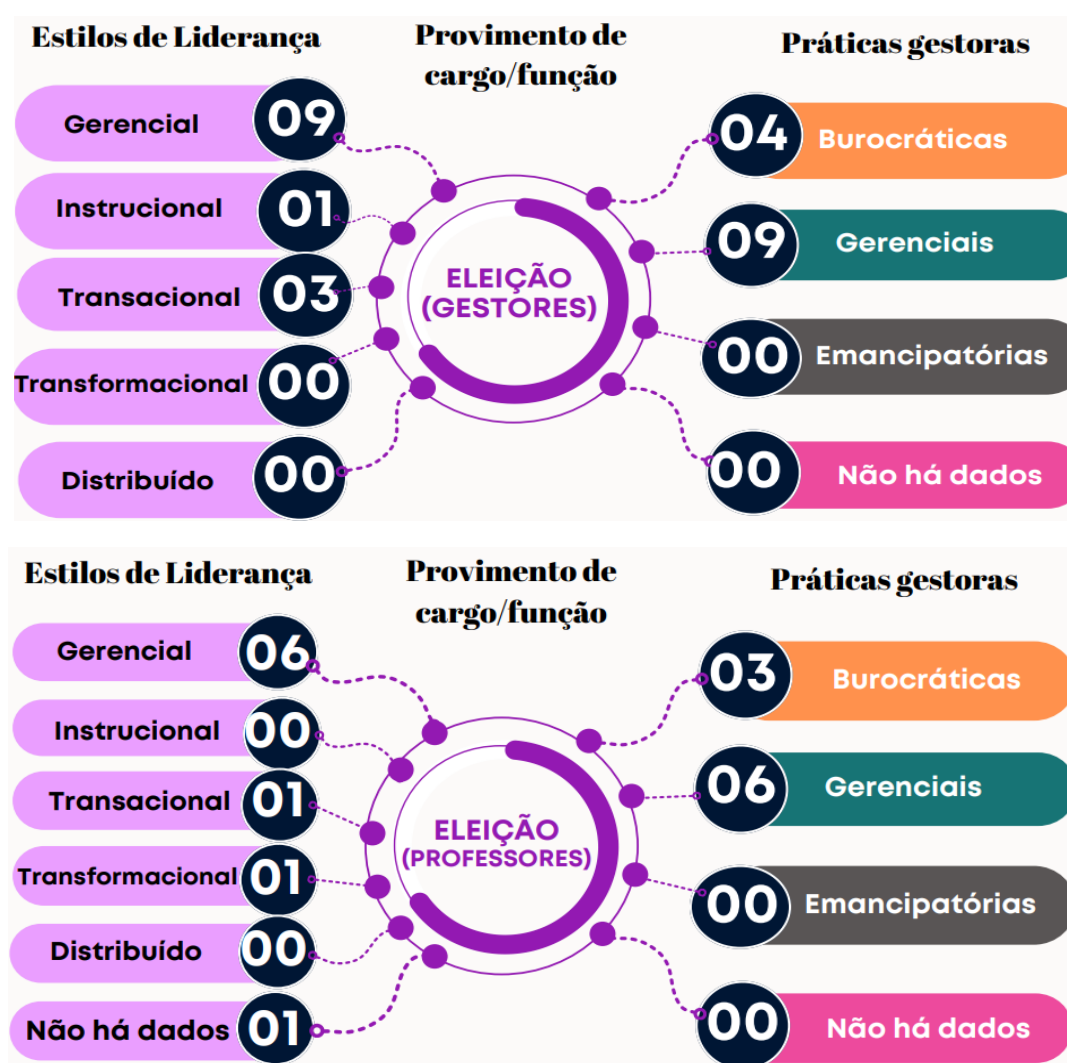 Estilos de Liderança
Provimento de
cargo/função
Práticas gestoras
Gerencial 09
Instrucional 01
Transacional 03
Transformacional 00
Distribuído 00
ELEIÇÃO
(GESTORES)
04 Burocráticas
09 Gerenciais
00 Emancipatórias
00 Não há dados
Estilos de Liderança
Provimento de
cargo/função
Práticas gestoras
Gerencial 06
Instrucional 00
Transacional 01
Transformacional 01
Distribuído 00
Não há dados 01
ELEIÇÃO
(PROFESSORES)
03 Burocráticas
06 Gerenciais
00 Emancipatórias
00 Não há dados